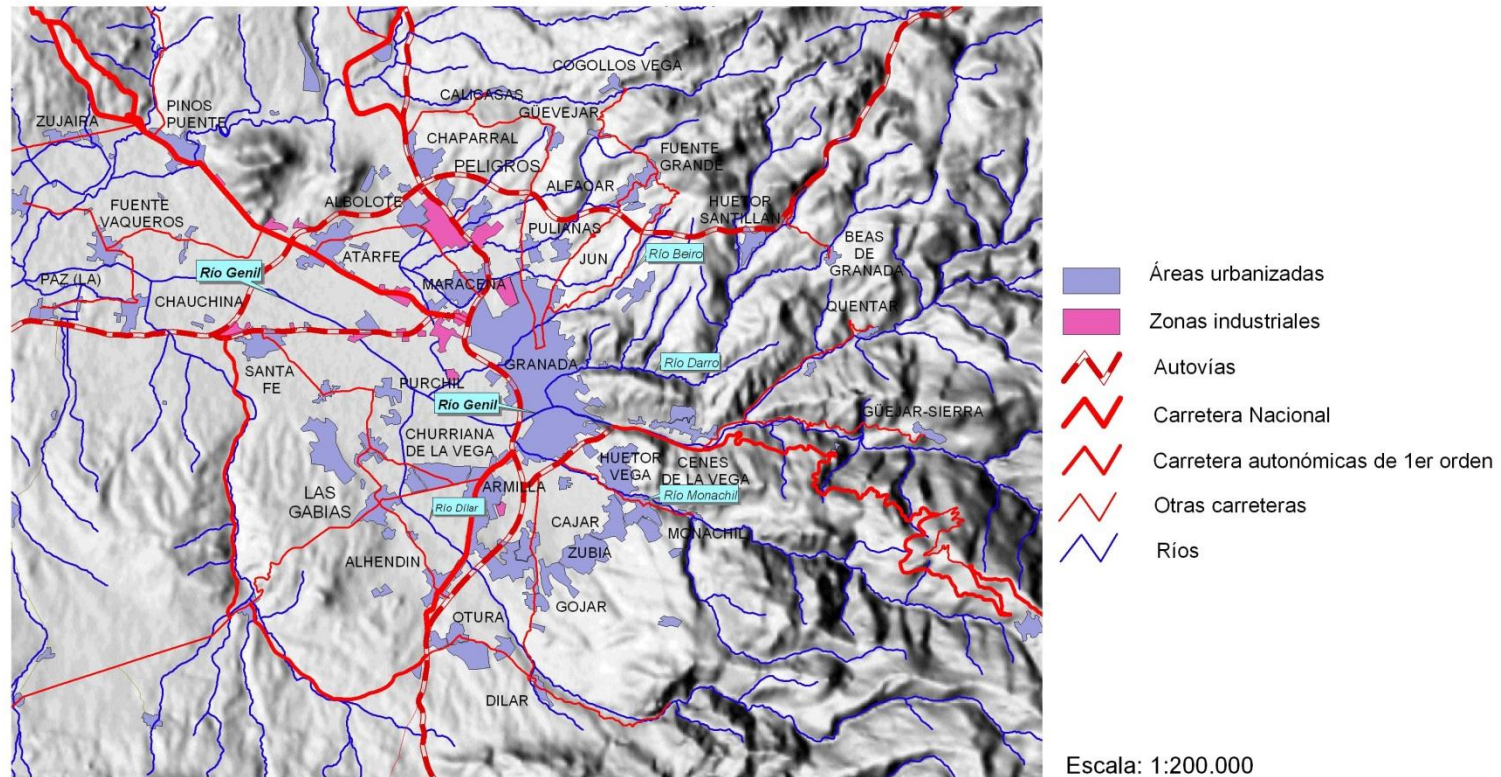 COGOLLOS VEGA
CALICASAS
GÜEVEJAR
PINOS
PUENTE
ZUJAIRA
CHAPARRAL
PELIGROS
FUENTE
GRANDE
ALFACAR
ALBOLOTE
HUETOR
SANTILLAN
FUENTE
VAQUEROS
PULIANAS
BEAS
DE
GRANADA
ATARFE
JUN
Río Beiro
Río Genil
PAZ (LA)
MARACENA
CHAUCHINA
QUENTAR
GRANADA
Río Darro
SANTA
FE
PURCHIL
Río Genil
GÜEJAR-SIERRA
CHURRIANA
DE LA VEGA
HUETOR
VEGA
CENES
DE LA VEGA
LAS
GABIAS
ARMILLA
Río Monachil
Río Dílar
CAJAR
MONACHIL
ZUBIA
ALHENDIN
GOJAR
OTURA
DILAR
Áreas urbanizadas
Zonas industriales
Autovías
Carretera Nacional
Carretera autonómicas de 1er orden
Otras carreteras
Ríos
Escala: 1:200.000